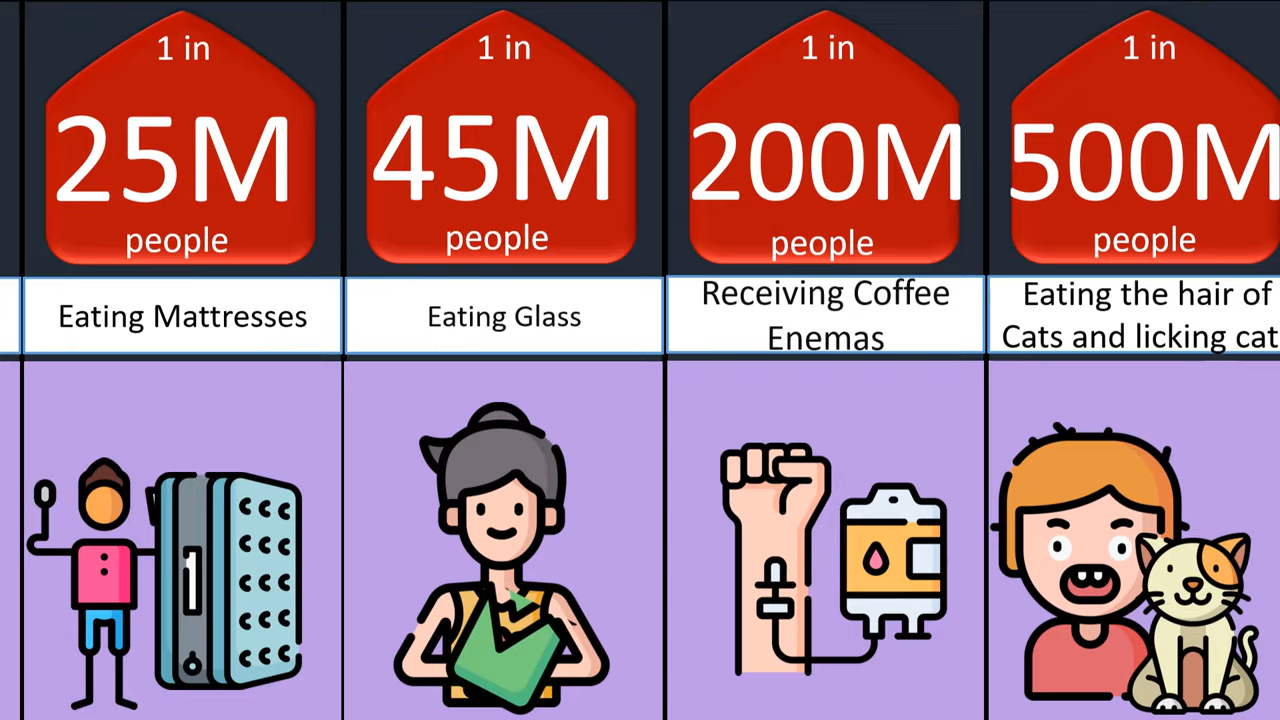 1 in
25M
people
Eating Mattresses
1 in
45M
people
Eating Glass
1 in
200M
people
Receiving Coffee
Enemas
1 in
500M
people
Eating the hair of
Cats and licking cat